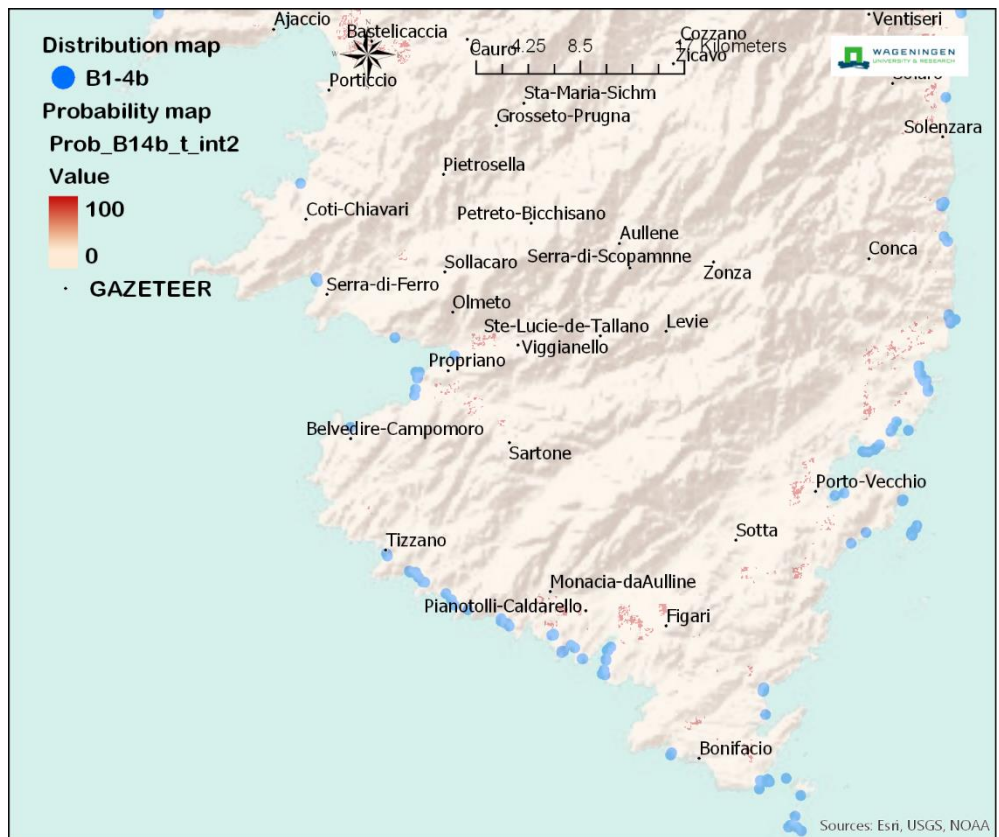 Distribution map
B1-4b
Probability map
Prob_B14b_t_int2
Value
100
0
GAZETEER
Ajaccio
Bastelicaccia
Cauro
0 4.25 8.5 17 Kilometers
Cozzano
Zicavo
Ventiseri
WAGENINGEN
UNIVERSITY & RESEARCH
Porticcio
Sta-Maria-Sichm
Grosseto-Prugna
Solenzara
Pietrosella
Coti-Chiavari
Petreto-Bicchisano
Aullene
Serra-di-Scopamnne
Zonza
Conca
Sollacaro
Serra-di-Ferro
Olmeto
Ste-Lucie-de-Tallano
Levie
Viggianello
Propriano
Belvedire-Campomoro
Sartone
Porto-Vecchio
Sotta
Tizzano
Monacia-daAulline
Pianotolli-Caldarello
Figari
Bonifacio
Sources: Esri, USGS, NOAA